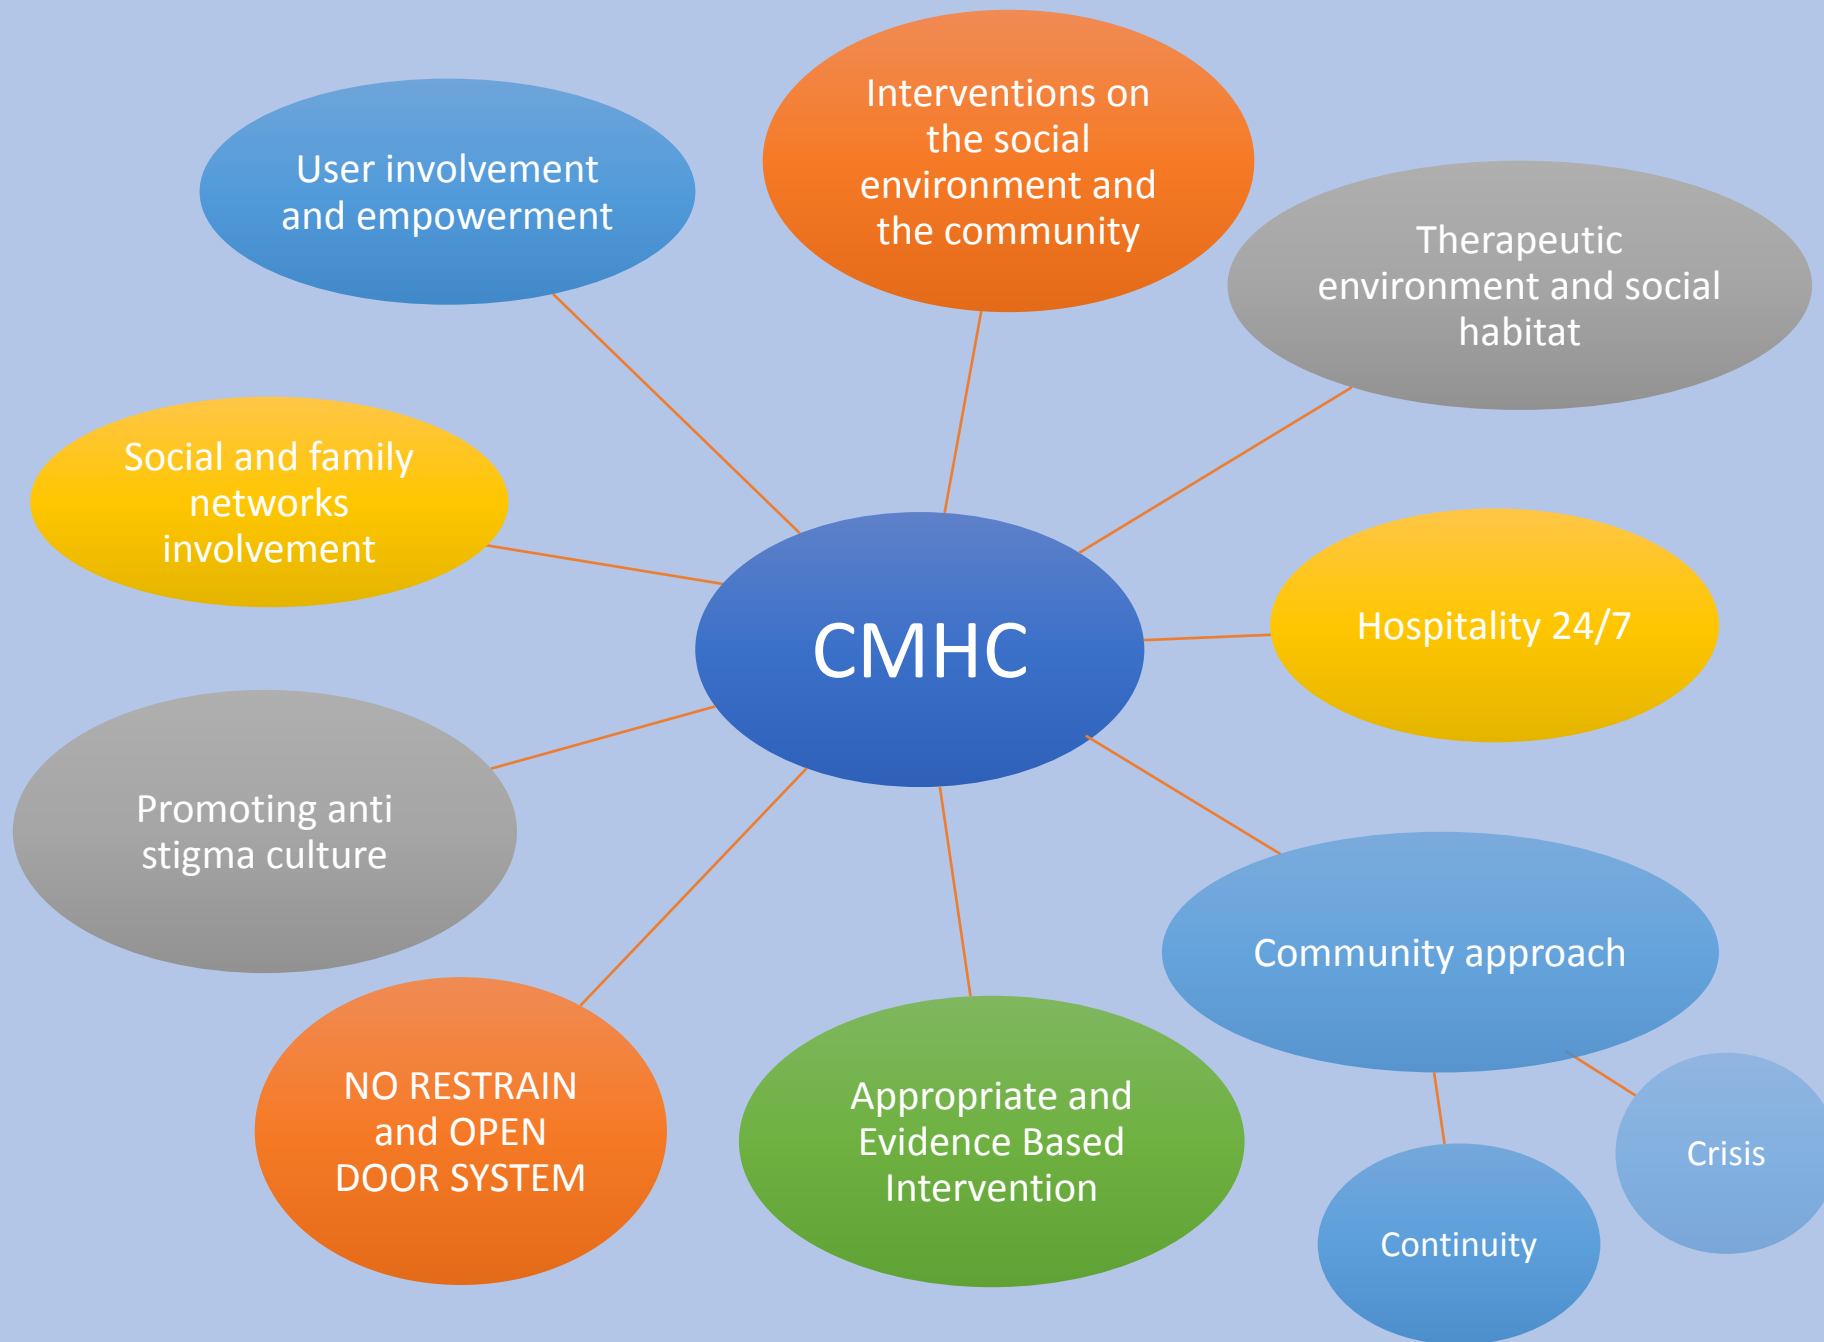 Interventions on
the social
environment and
the community
User involvement
and empowerment
Therapeutic
environment and social
habitat
Social and family
networks
involvement
CMHC
Hospitality 24/7
Promoting anti
stigma culture
Community approach
NO RESTRAIN
and OPEN
DOOR SYSTEM
Appropriate and
Evidence Based
Intervention
Crisis
Continuity